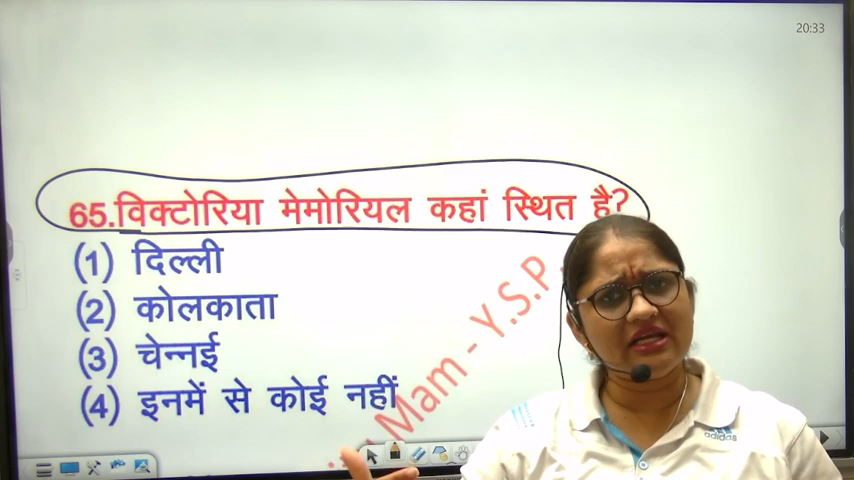 20:33
65.विक्टोरिया मेमोरियल कहां स्थित है?
(1) दिल्ली
(2) कोलकाता
(3) चेन्नई
(4) इनमें से कोई नहीं
Mam - Y.S.P.
adidas